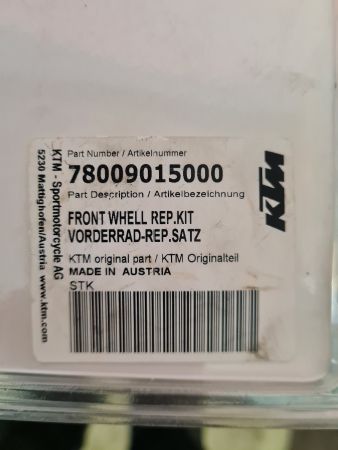 Part Number / Artikelnummer
78009015000
Part Description / Artikelbezeichnung
FRONT WHELL REP.KIT
VORDERRAD-REP.SATZ
KTM original part / KTM Originalteil
MADE IN AUSTRIA
STK
KTM - Sportmotorcycle AG
5230 Mattighofen/Austria www.ktm.com
KTM